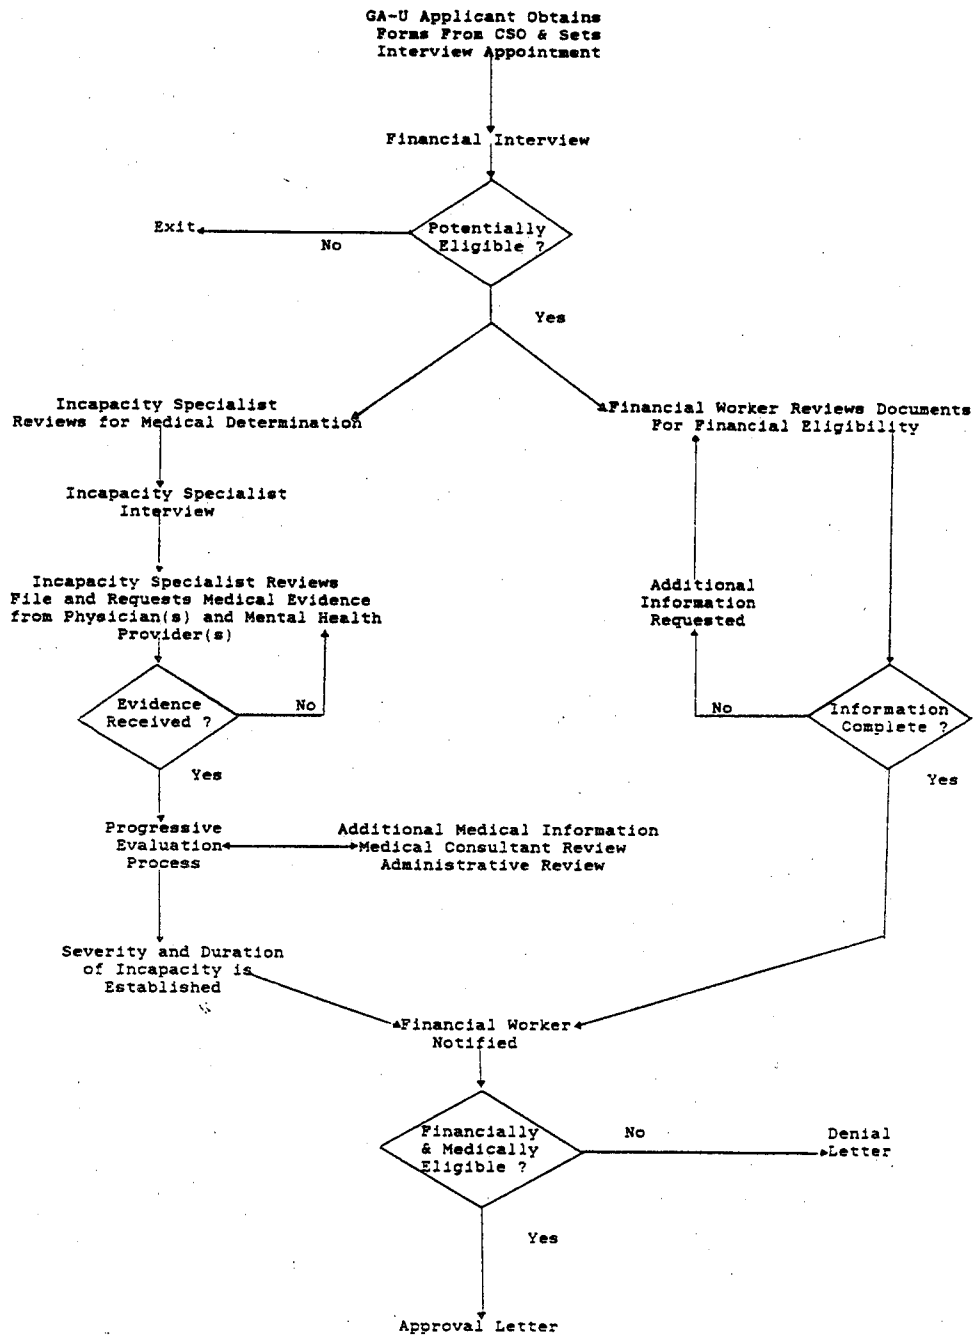 GA-U Applicant Obtains
Forms From CSO & Sets
Interview Appointment
Financial Interview
Potentially
Eligible ?
Exit
No
Yes
Incapacity Specialist
Reviews for Medical Determination
Financial Worker Reviews Documents
For Financial Eligibility
Incapacity Specialist
Interview
Incapacity Specialist Reviews
File and Requests Medical Evidence
from Physician(s) and Mental Health
Provider(s)
Additional
Information
Requested
Evidence
Received ?
No
Yes
No
Information
Complete ?
Yes
Progressive
Evaluation
Process
Additional Medical Information
Medical Consultant Review
Administrative Review
Severity and Duration
of Incapacity is
Established
Financial Worker
Notified
Financially
& Medically
Eligible ?
No
Denial
Letter
Yes
Approval Letter